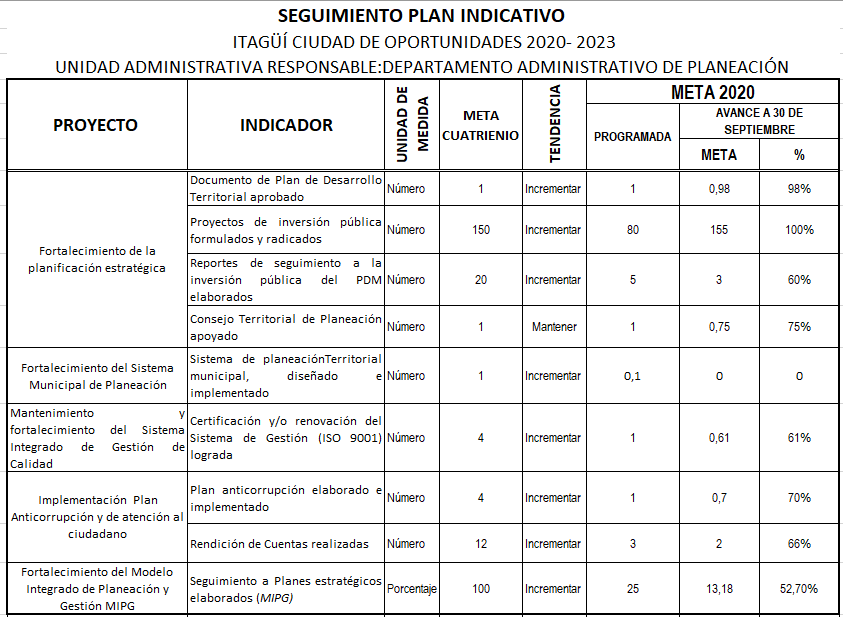 SEGUIMIENTO PLAN INDICATIVO
ITAGÜÍ CIUDAD DE OPORTUNIDADES 2020- 2023
UNIDAD ADMINISTRATIVA RESPONSABLE:DEPARTAMENTO ADMINISTRATIVO DE PLANEACIÓN
PROYECTO
INDICADOR
UNIDAD DE
MEDIDA
META
CUATRIENIO
TENDENCIA
META 2020
PROGRAMADA
AVANCE A 30 DE
SEPTIEMBRE
META
%
Fortalecimiento de la
planificación estratégica
Documento de Plan de Desarrollo
Territorial aprobado
Número
1
Incrementar
1
0,98
98%
Proyectos de inversión pública
formulados y radicados
Número
150
Incrementar
80
155
100%
Reportes de seguimiento a la
inversión pública del PDM
elaborados
Número
20
Incrementar
5
3
60%
Consejo Territorial de Planeación
apoyado
Número
1
Mantener
1
0,75
75%
Fortalecimiento del Sistema
Municipal de Planeación
Sistema de planeaciónTerritorial
municipal, diseñado e
implementado
Número
1
Incrementar
0,1
0
0
Mantenimiento y
fortalecimiento del Sistema
Integrado de Gestión de
Calidad
Certificación y/o renovación del
Sistema de Gestión (ISO 9001)
lograda
Número
4
Incrementar
1
0,61
61%
Implementación Plan
Anticorrupción y de atención al
ciudadano
Plan anticorrupción elaborado e
implementado
Número
4
Incrementar
1
0,7
70%
Rendición de Cuentas realizadas
Número
12
Incrementar
3
2
66%
Fortalecimiento del Modelo
Integrado de Planeación y
Gestión MIPG
Seguimiento a Planes estratégicos
elaborados (MIPG)
Porcentaje
100
Incrementar
25
13,18
52,70%